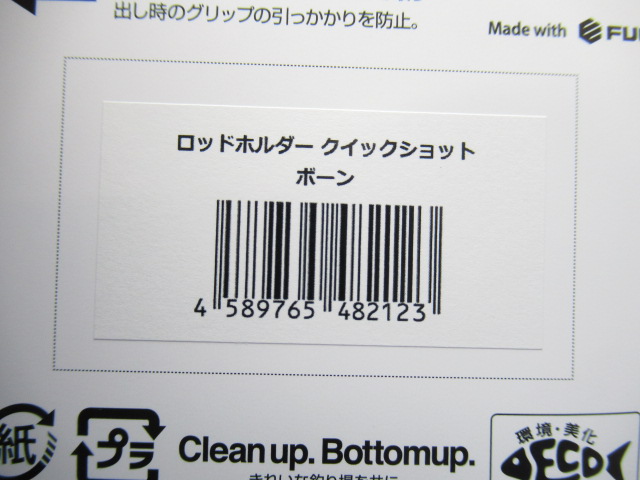 出し時のグリップの引っかかりを防止。
Made with
ロッドホルダー クイックショット
ボーン
4 589765 482123
紙
プラ
Clean up. Bottomup.
環境・美化
ECO